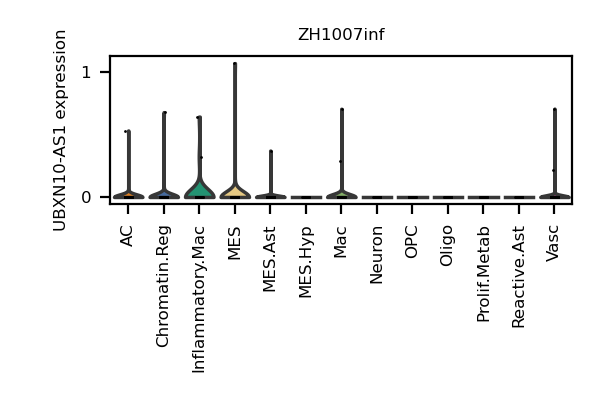 ZH1007inf
UBXN10-AS1 expression
1
0
AC
Chromatin.Reg
Inflammatory.Mac
MES
MES.Ast
MES.Hyp
Mac
Neuron
OPC
Oligo
Prolif.Metab
Reactive.Ast
Vasc